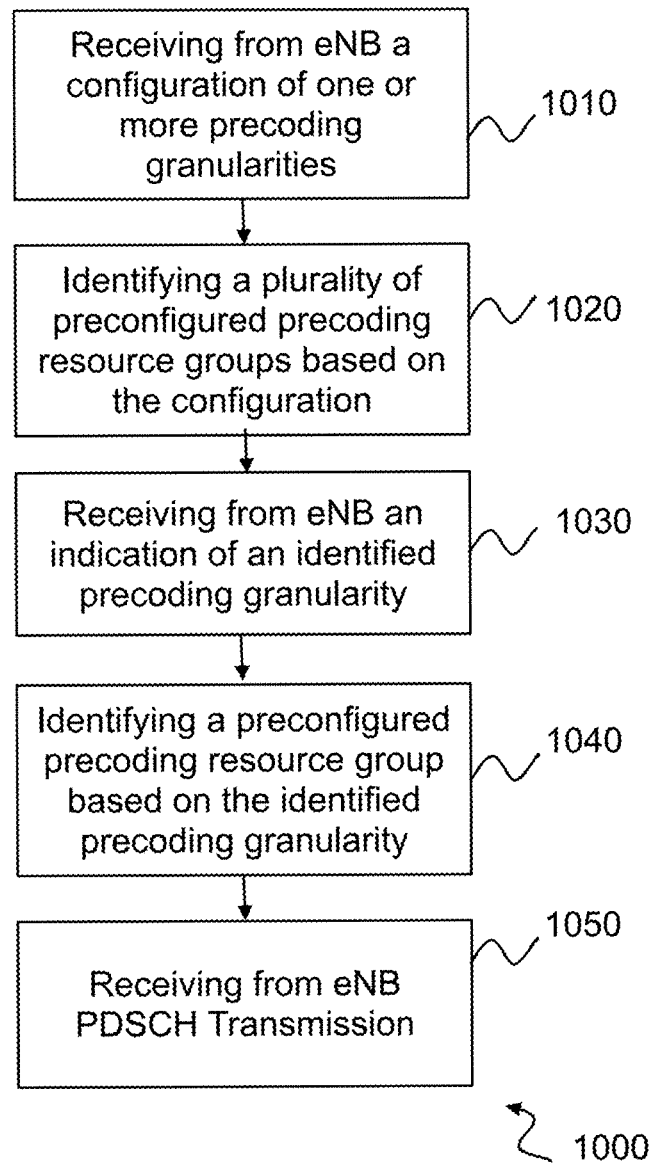 Receiving from eNB a
configuration of one or
more precoding
granularities
1010
Identifying a plurality of
preconfigured precoding
resource groups based on
the configuration
1020
Receiving from eNB an
indication of an identified
precoding granularity
1030
Identifying a preconfigured
precoding resource group
based on the identified
precoding granularity
1040
Receiving from eNB
PDSCH Transmission
1050
1000